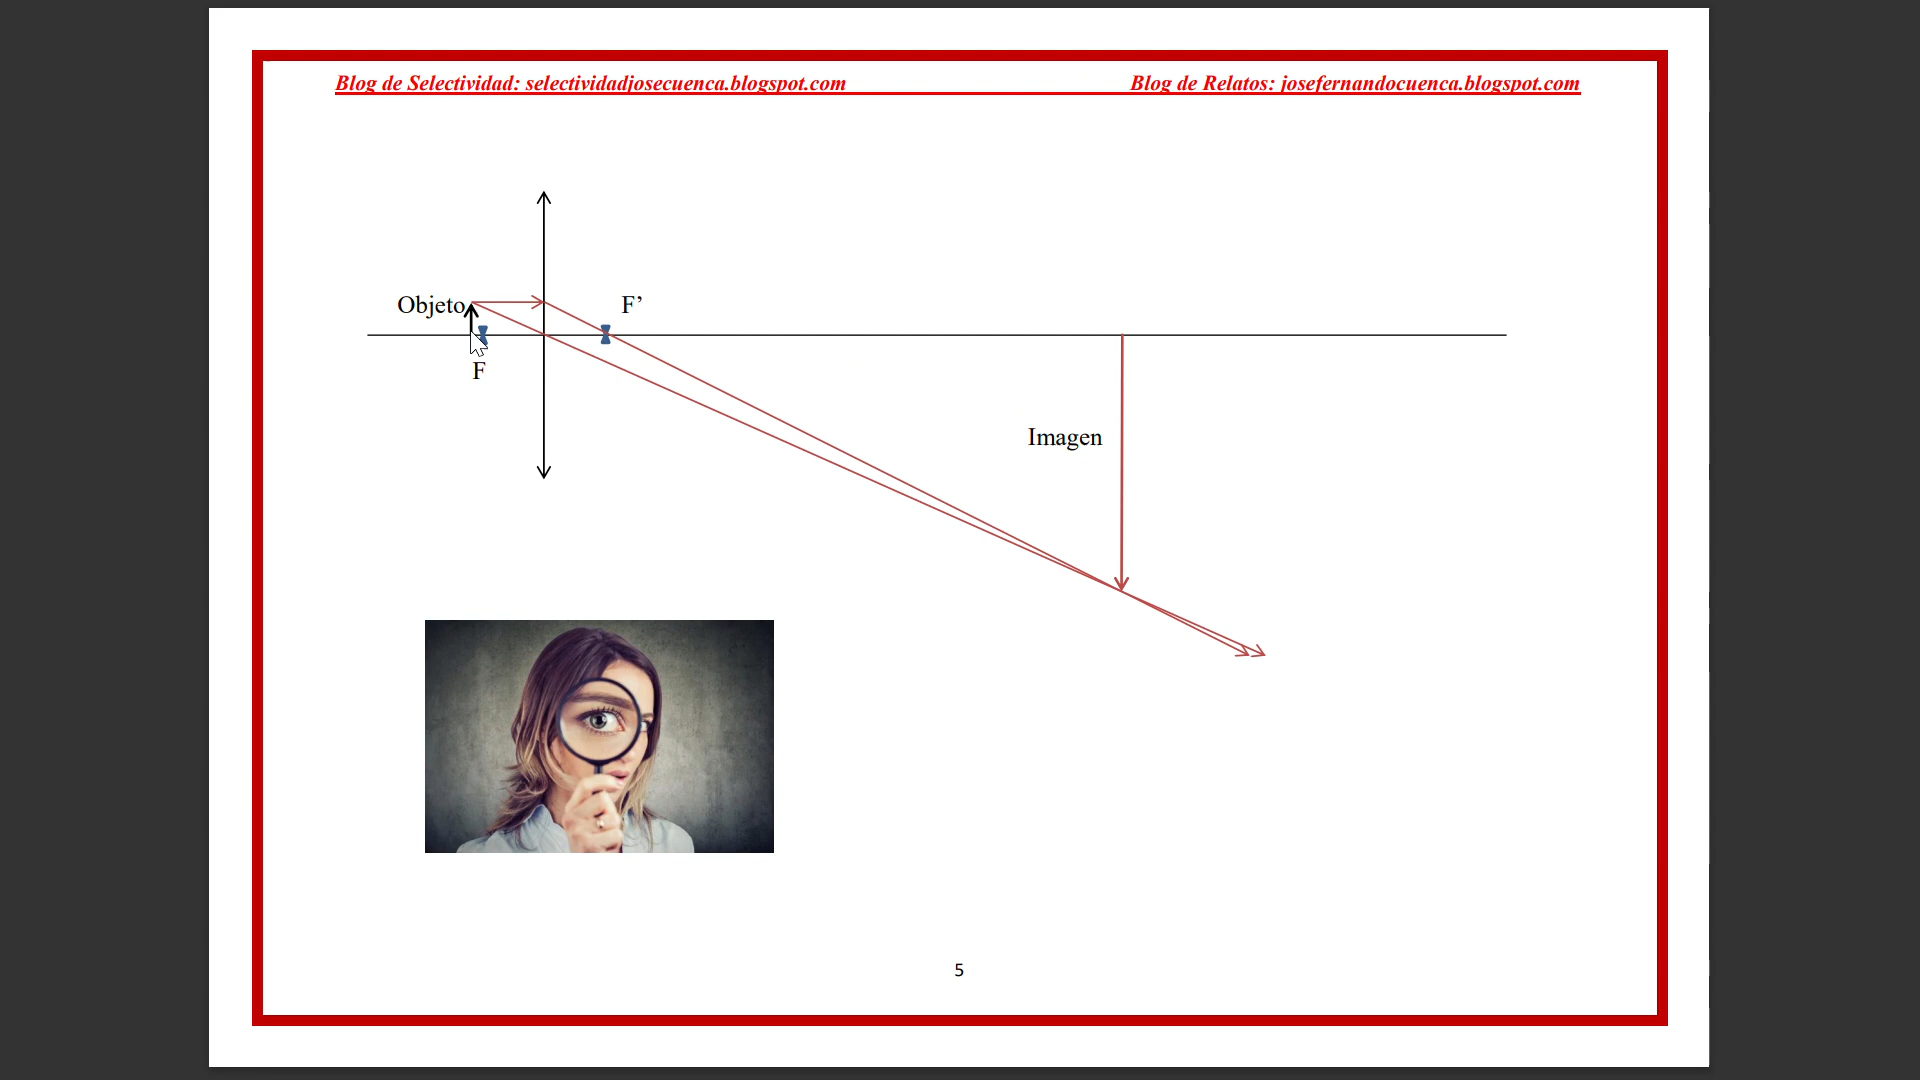 Blog de Selectividad: selectividadjosecuenca.blogspot.com Blog de Relatos: josefernandocuenca.blogspot.com
Objeto
F’
F
Imagen
5